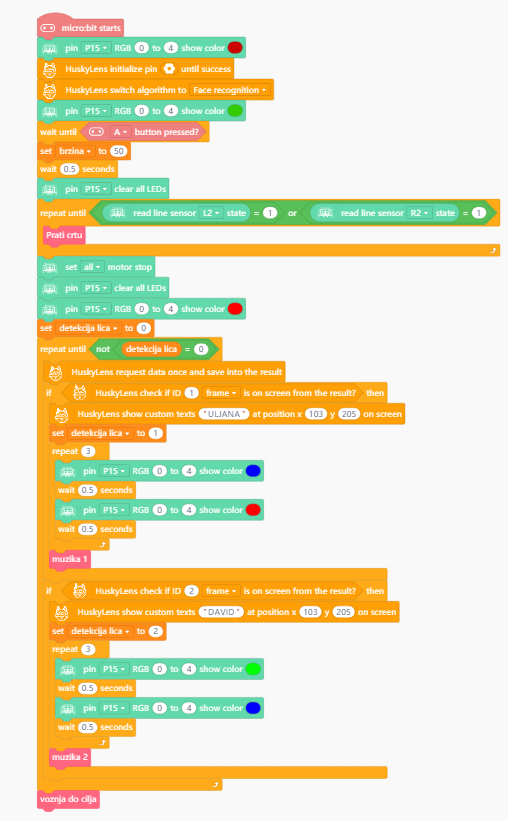 micro:bit starts
pin P15 RGB 0 to 4 show color
HuskyLens initialize pin until success
HuskyLens switch algorithm to Face recognition
pin P15 RGB 0 to 4 show color
wait until A button pressed?
set brzina to 50
wait 0.5 seconds
pin P15 clear all LEDs
repeat until read line sensor L2 state = 1 or read line sensor R2 state = 1
Prati crtu
set all motor stop
pin P15 clear all LEDs
pin P15 RGB 0 to 4 show color
set detekcija lica to 0
repeat until not detekcija lica = 0
HuskyLens request data once and save into the result
if HuskyLens check if ID 1 frame is on screen from the result? then
HuskyLens show custom texts "ULJANA" at position x 103 y 205 on screen
set detekcija lica to 1
repeat 3
pin P15 RGB 0 to 4 show color
wait 0.5 seconds
pin P15 RGB 0 to 4 show color
wait 0.5 seconds
muzika 1
if HuskyLens check if ID 2 frame is on screen from the result? then
HuskyLens show custom texts "DAVID" at position x 103 y 205 on screen
set detekcija lica to 2
repeat 3
pin P15 RGB 0 to 4 show color
wait 0.5 seconds
pin P15 RGB 0 to 4 show color
wait 0.5 seconds
muzika 2
voznja do cilja